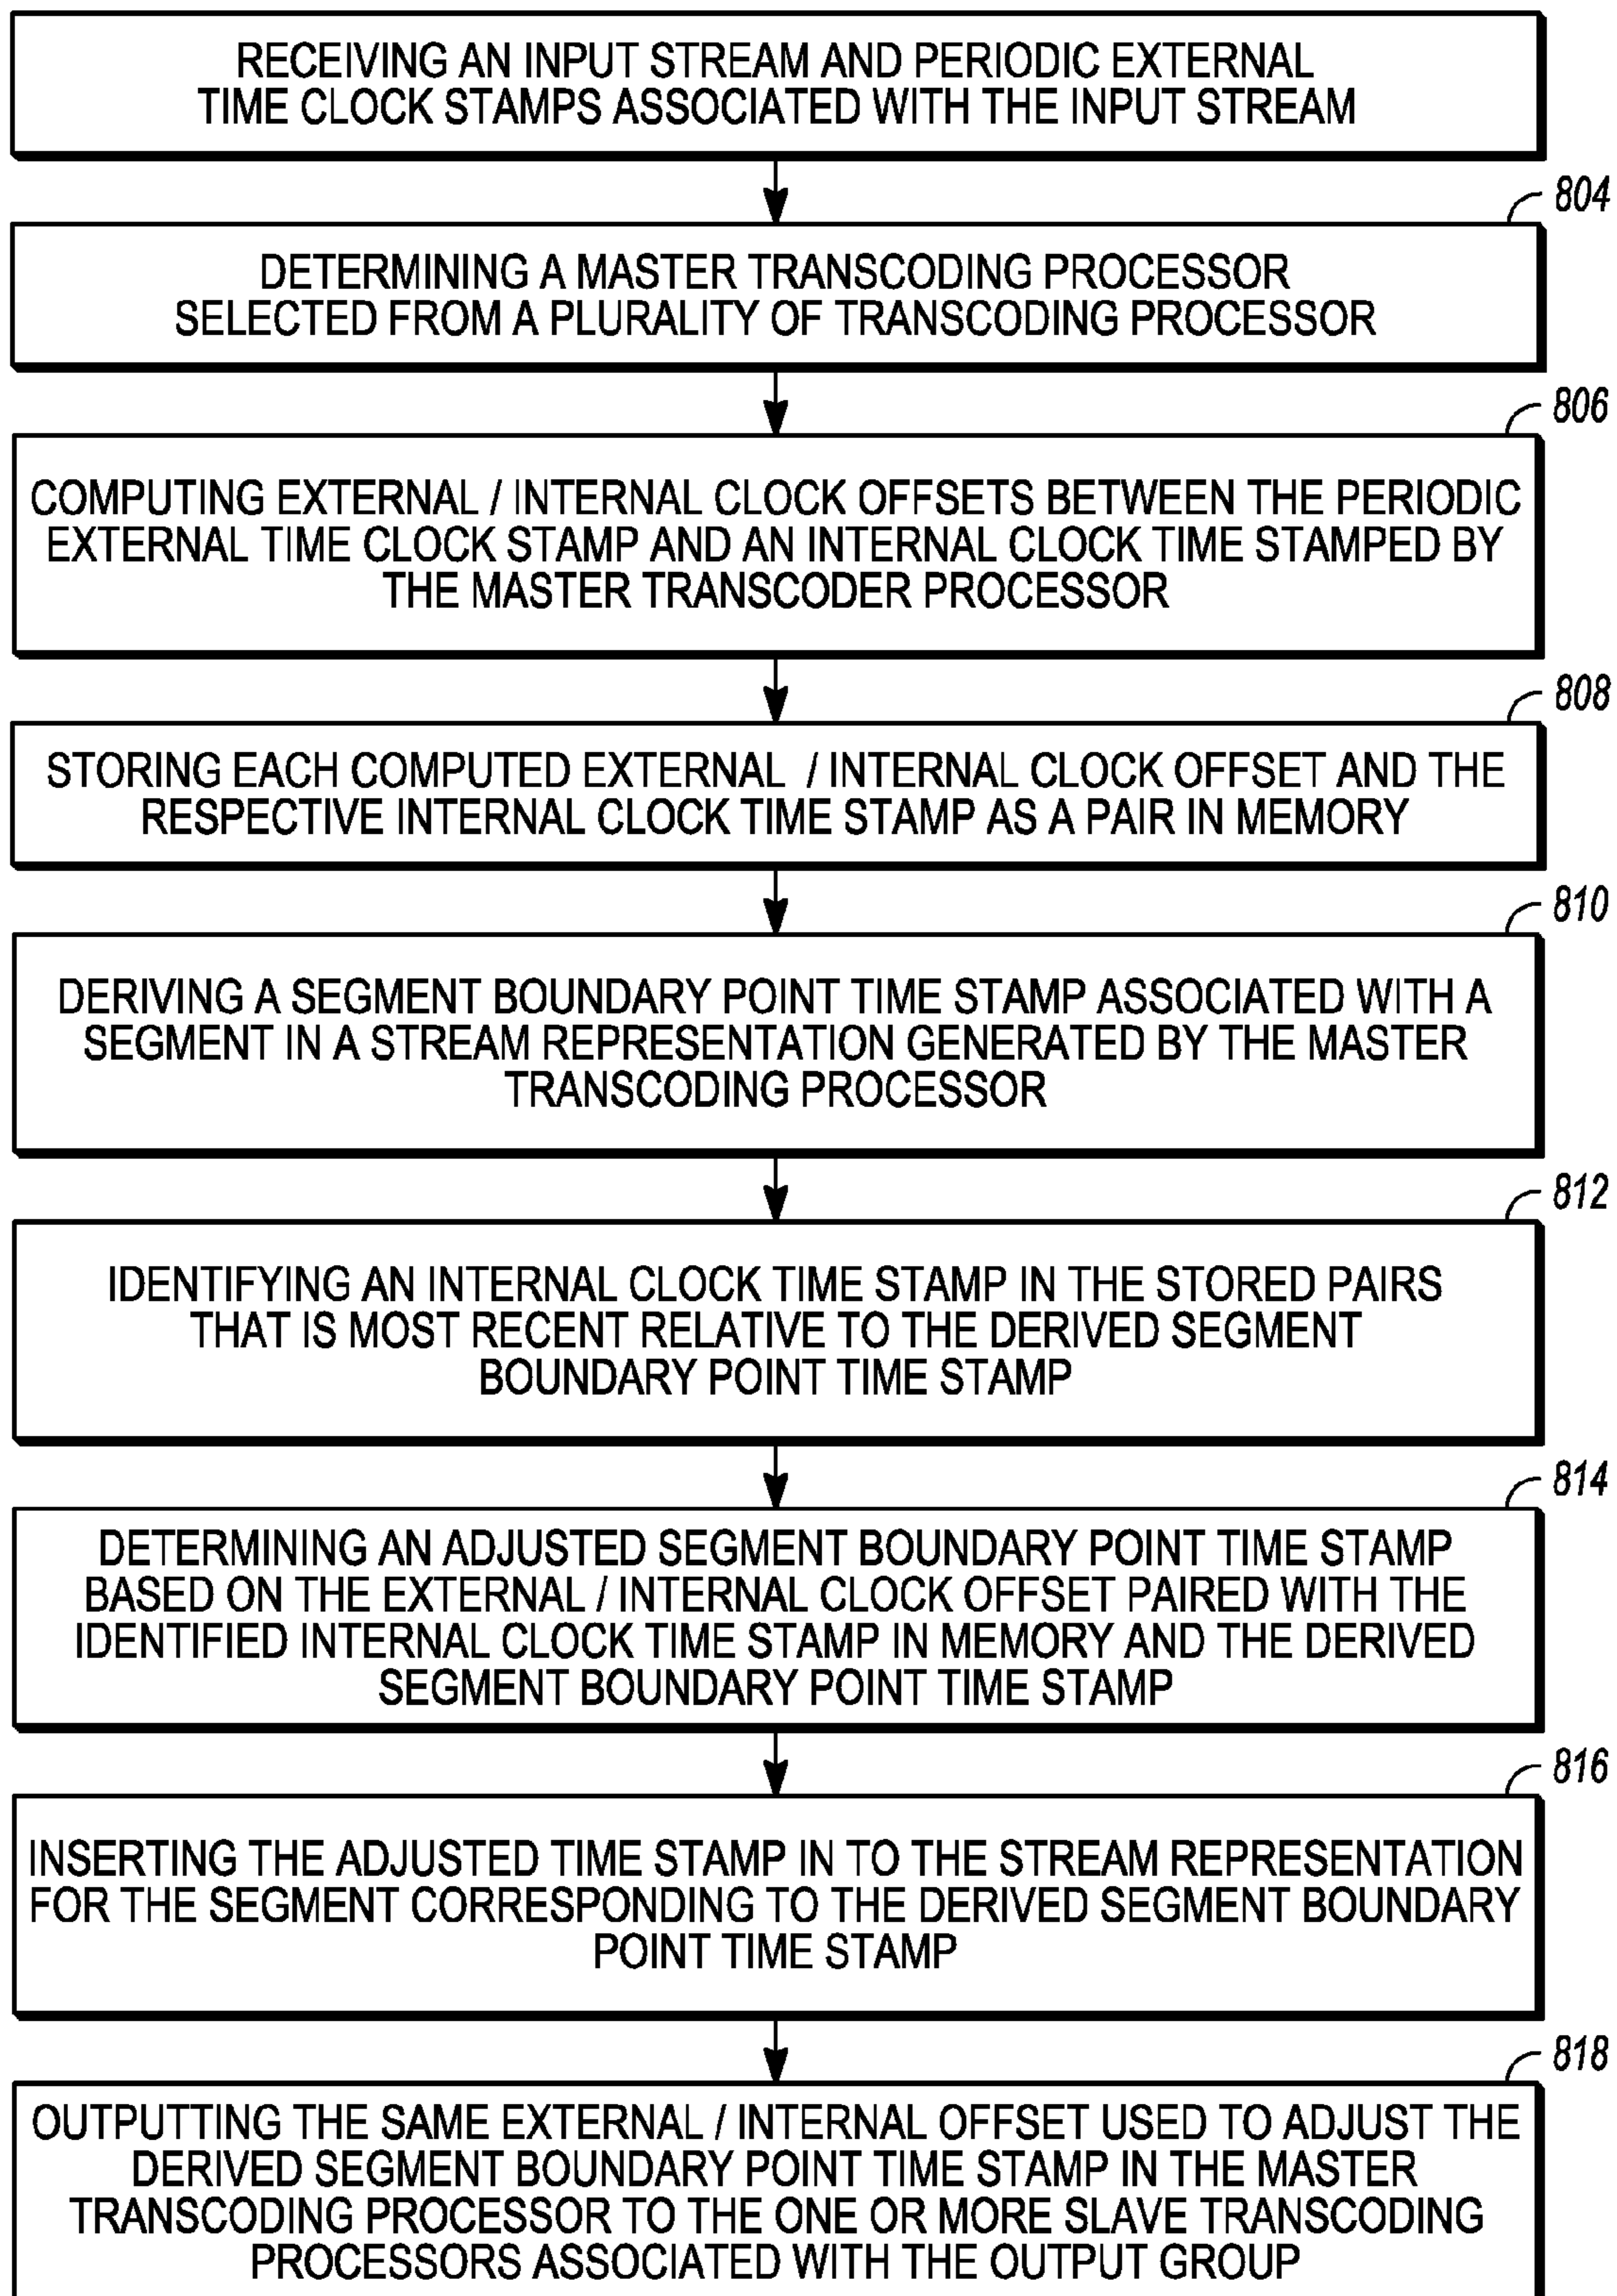 RECEIVING AN INPUT STREAM AND PERIODIC EXTERNAL
TIME CLOCK STAMPS ASSOCIATED WITH THE INPUT STREAM
804
DETERMINING A MASTER TRANSCODING PROCESSOR
SELECTED FROM A PLURALITY OF TRANSCODING PROCESSOR
806
COMPUTING EXTERNAL / INTERNAL CLOCK OFFSETS BETWEEN THE PERIODIC
EXTERNAL TIME CLOCK STAMP AND AN INTERNAL CLOCK TIME STAMPED BY
THE MASTER TRANSCODER PROCESSOR
808
STORING EACH COMPUTED EXTERNAL / INTERNAL CLOCK OFFSET AND THE
RESPECTIVE INTERNAL CLOCK TIME STAMP AS A PAIR IN MEMORY
810
DERIVING A SEGMENT BOUNDARY POINT TIME STAMP ASSOCIATED WITH A
SEGMENT IN A STREAM REPRESENTATION GENERATED BY THE MASTER
TRANSCODING PROCESSOR
812
IDENTIFYING AN INTERNAL CLOCK TIME STAMP IN THE STORED PAIRS
THAT IS MOST RECENT RELATIVE TO THE DERIVED SEGMENT
BOUNDARY POINT TIME STAMP
814
DETERMINING AN ADJUSTED SEGMENT BOUNDARY POINT TIME STAMP
BASED ON THE EXTERNAL / INTERNAL CLOCK OFFSET PAIRED WITH THE
IDENTIFIED INTERNAL CLOCK TIME STAMP IN MEMORY AND THE DERIVED
SEGMENT BOUNDARY POINT TIME STAMP
816
INSERTING THE ADJUSTED TIME STAMP IN TO THE STREAM REPRESENTATION
FOR THE SEGMENT CORRESPONDING TO THE DERIVED SEGMENT BOUNDARY
POINT TIME STAMP
818
OUTPUTTING THE SAME EXTERNAL / INTERNAL OFFSET USED TO ADJUST THE
DERIVED SEGMENT BOUNDARY POINT TIME STAMP IN THE MASTER
TRANSCODING PROCESSOR TO THE ONE OR MORE SLAVE TRANSCODING
PROCESSORS ASSOCIATED WITH THE OUTPUT GROUP